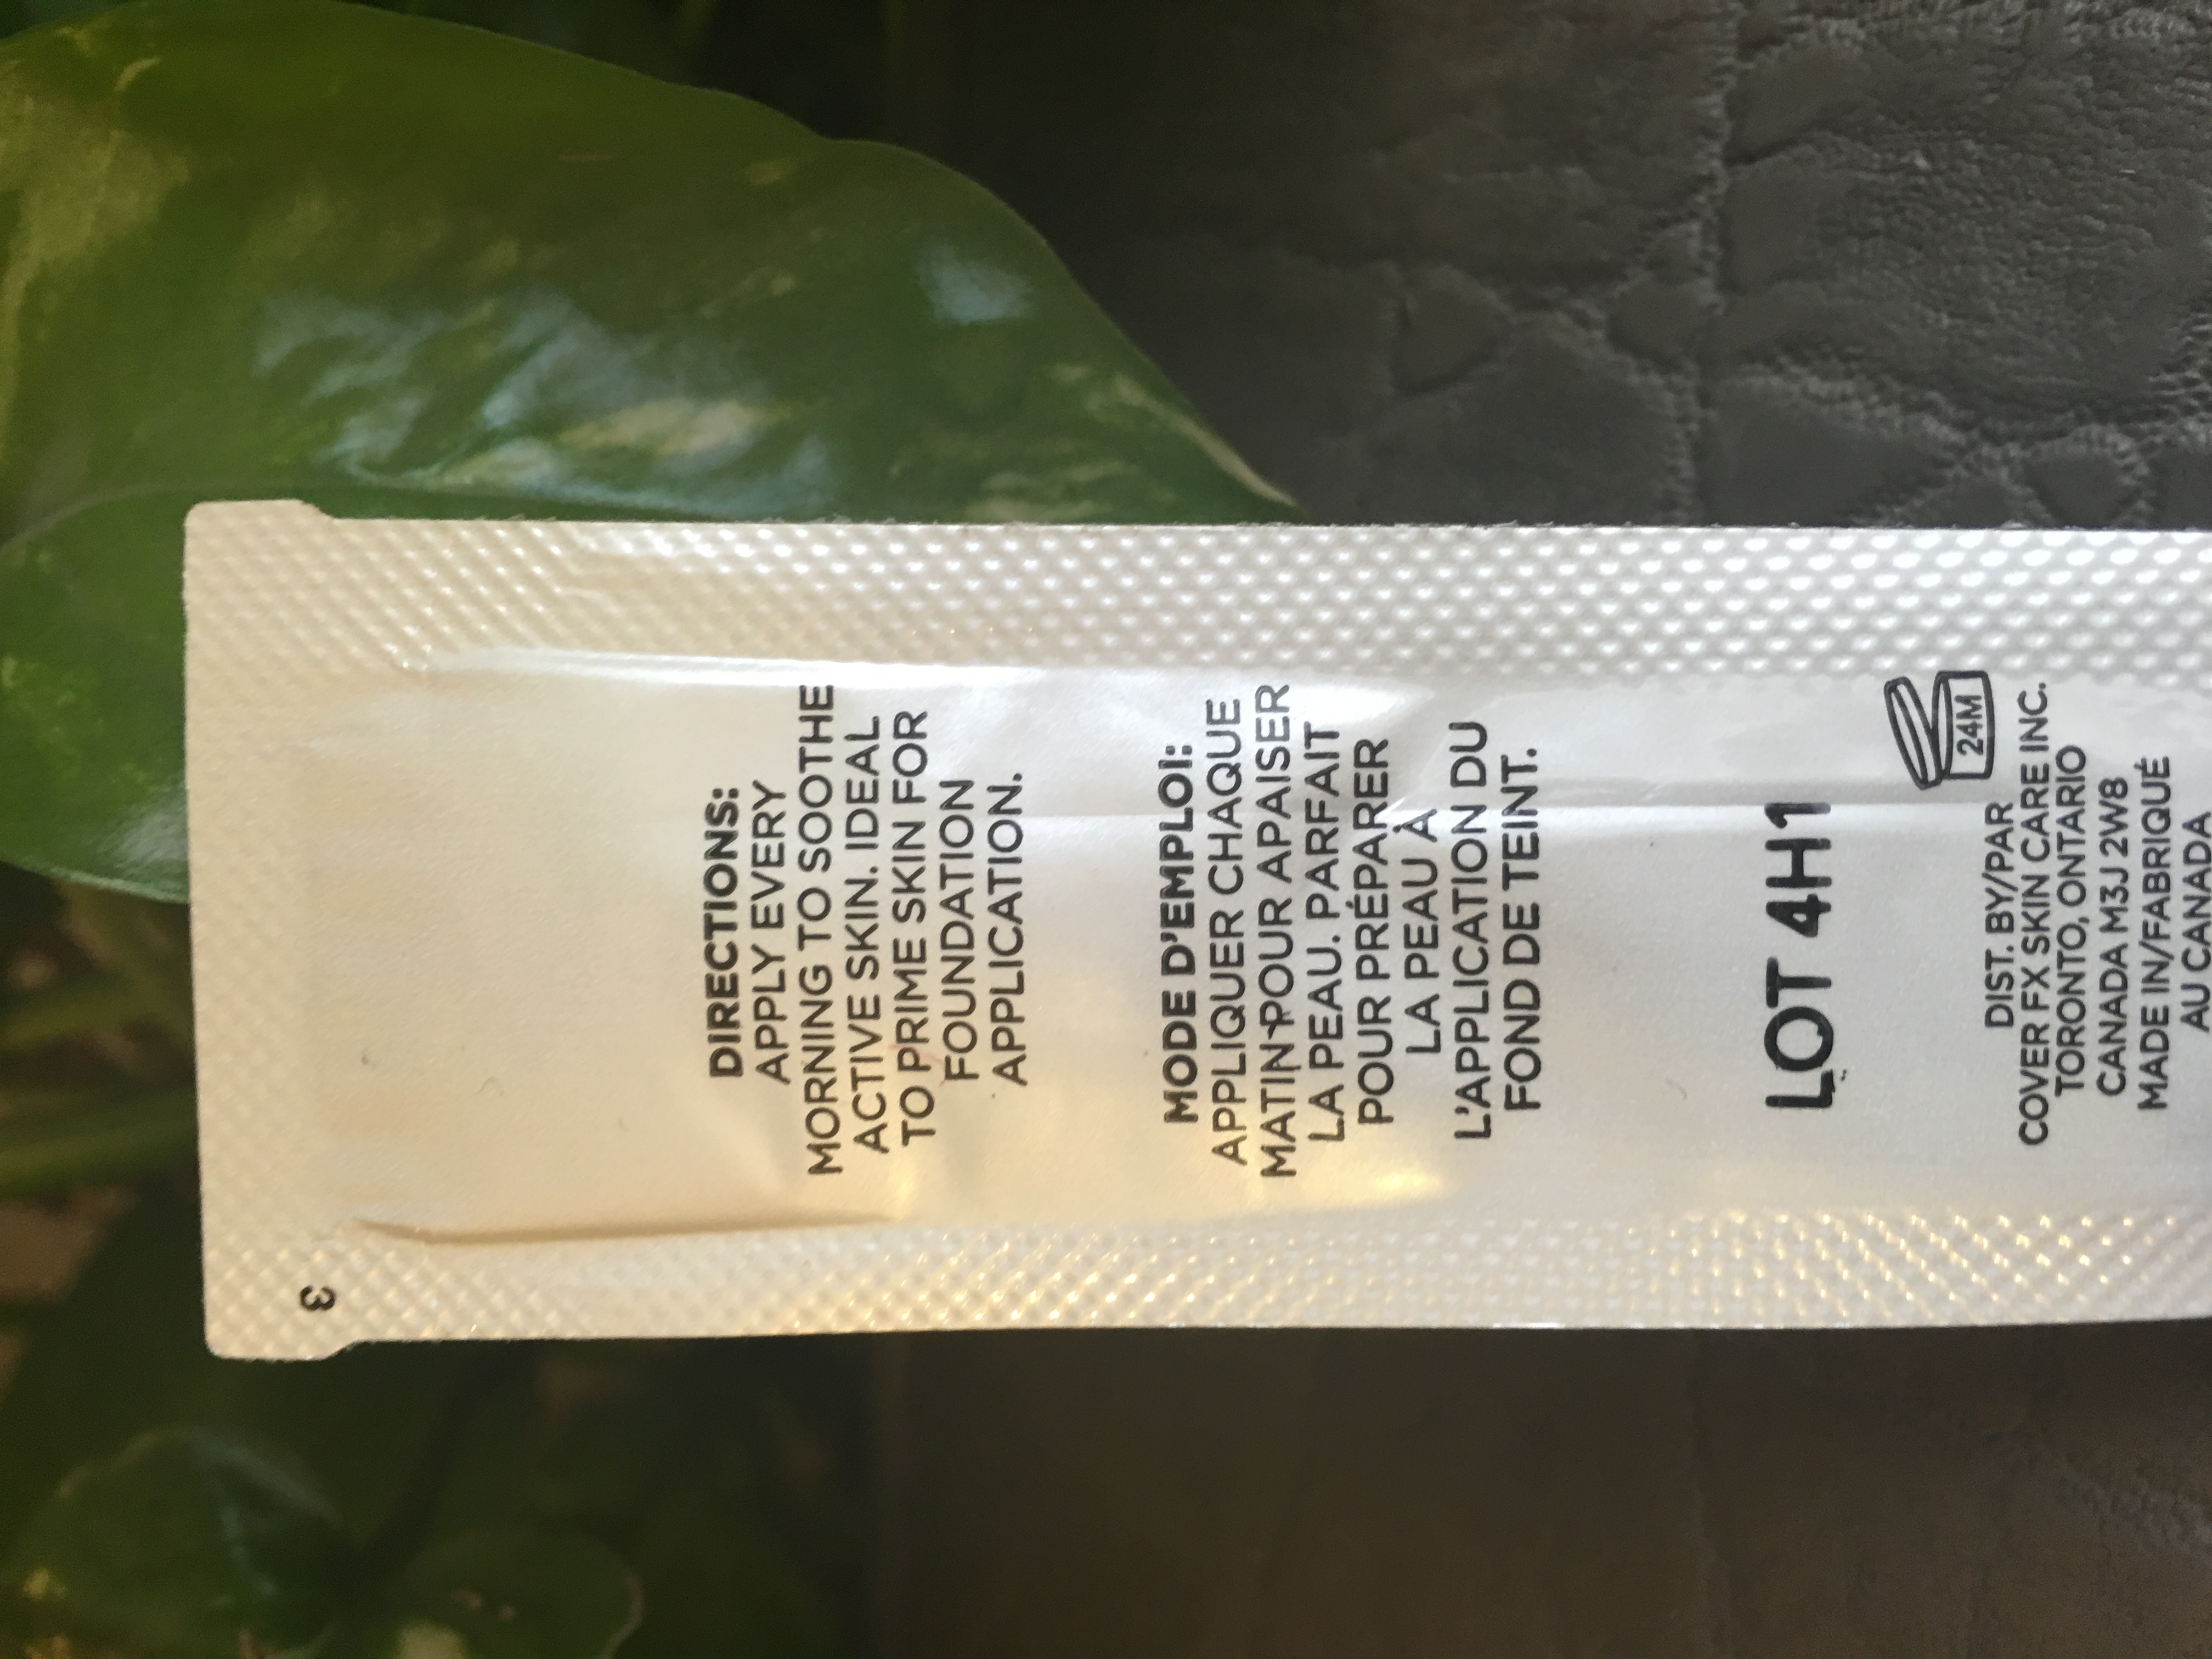 DIRECTIONS:
APPLY EVERY
MORNING TO SOOTHE
ACTIVE SKIN. IDEAL
TO PRIME SKIN FOR
FOUNDATION
APPLICATION.
MODE D'EMPLOI:
APPLIQUER CHAQUE
MATIN POUR APAISER
LA PEAU. PARFAIT
POUR PRÉPARER
LA PEAU À
L'APPLICATION DU
FOND DE TEINT.
LOT 4H1
24M
DIST. BY/PAR
COVER FX SKIN CARE INC.
TORONTO, ONTARIO
CANADA M3J 2W8
MADE IN/FABRIQUÉ
AU CANADA
3